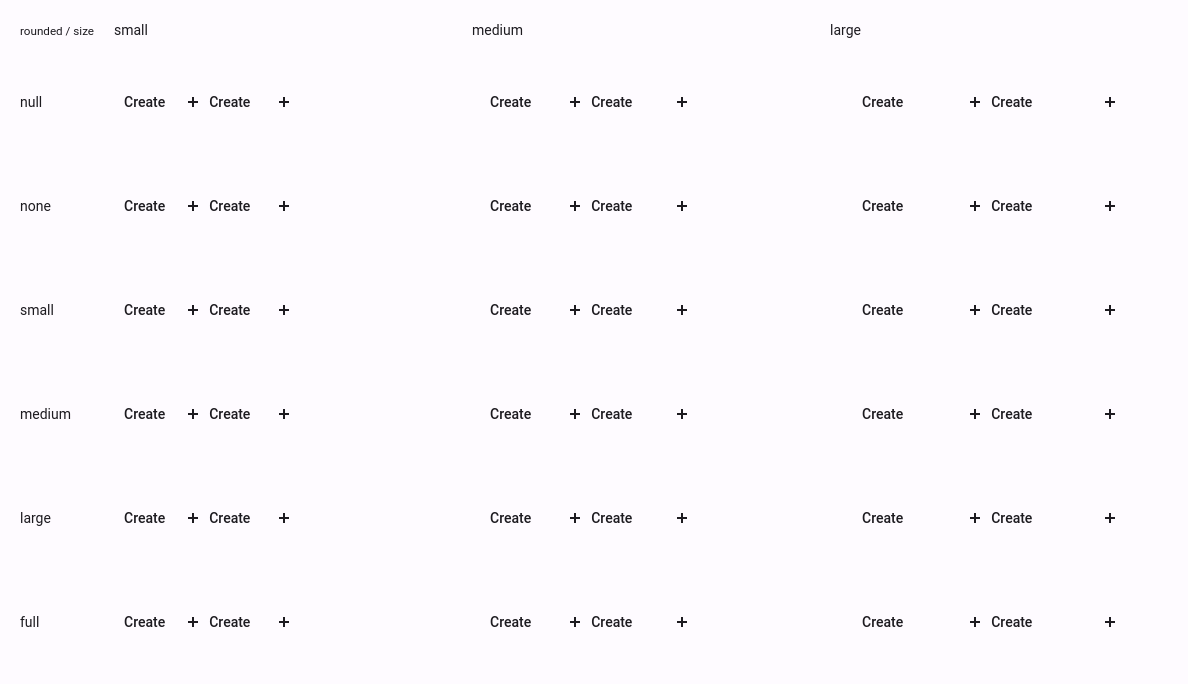 rounded / size small medium large
null Create + Create + Create + Create + Create + Create +
none Create + Create + Create + Create + Create + Create +
small Create + Create + Create + Create + Create + Create +
medium Create + Create + Create + Create + Create + Create +
large Create + Create + Create + Create + Create + Create +
full Create + Create + Create + Create + Create + Create +